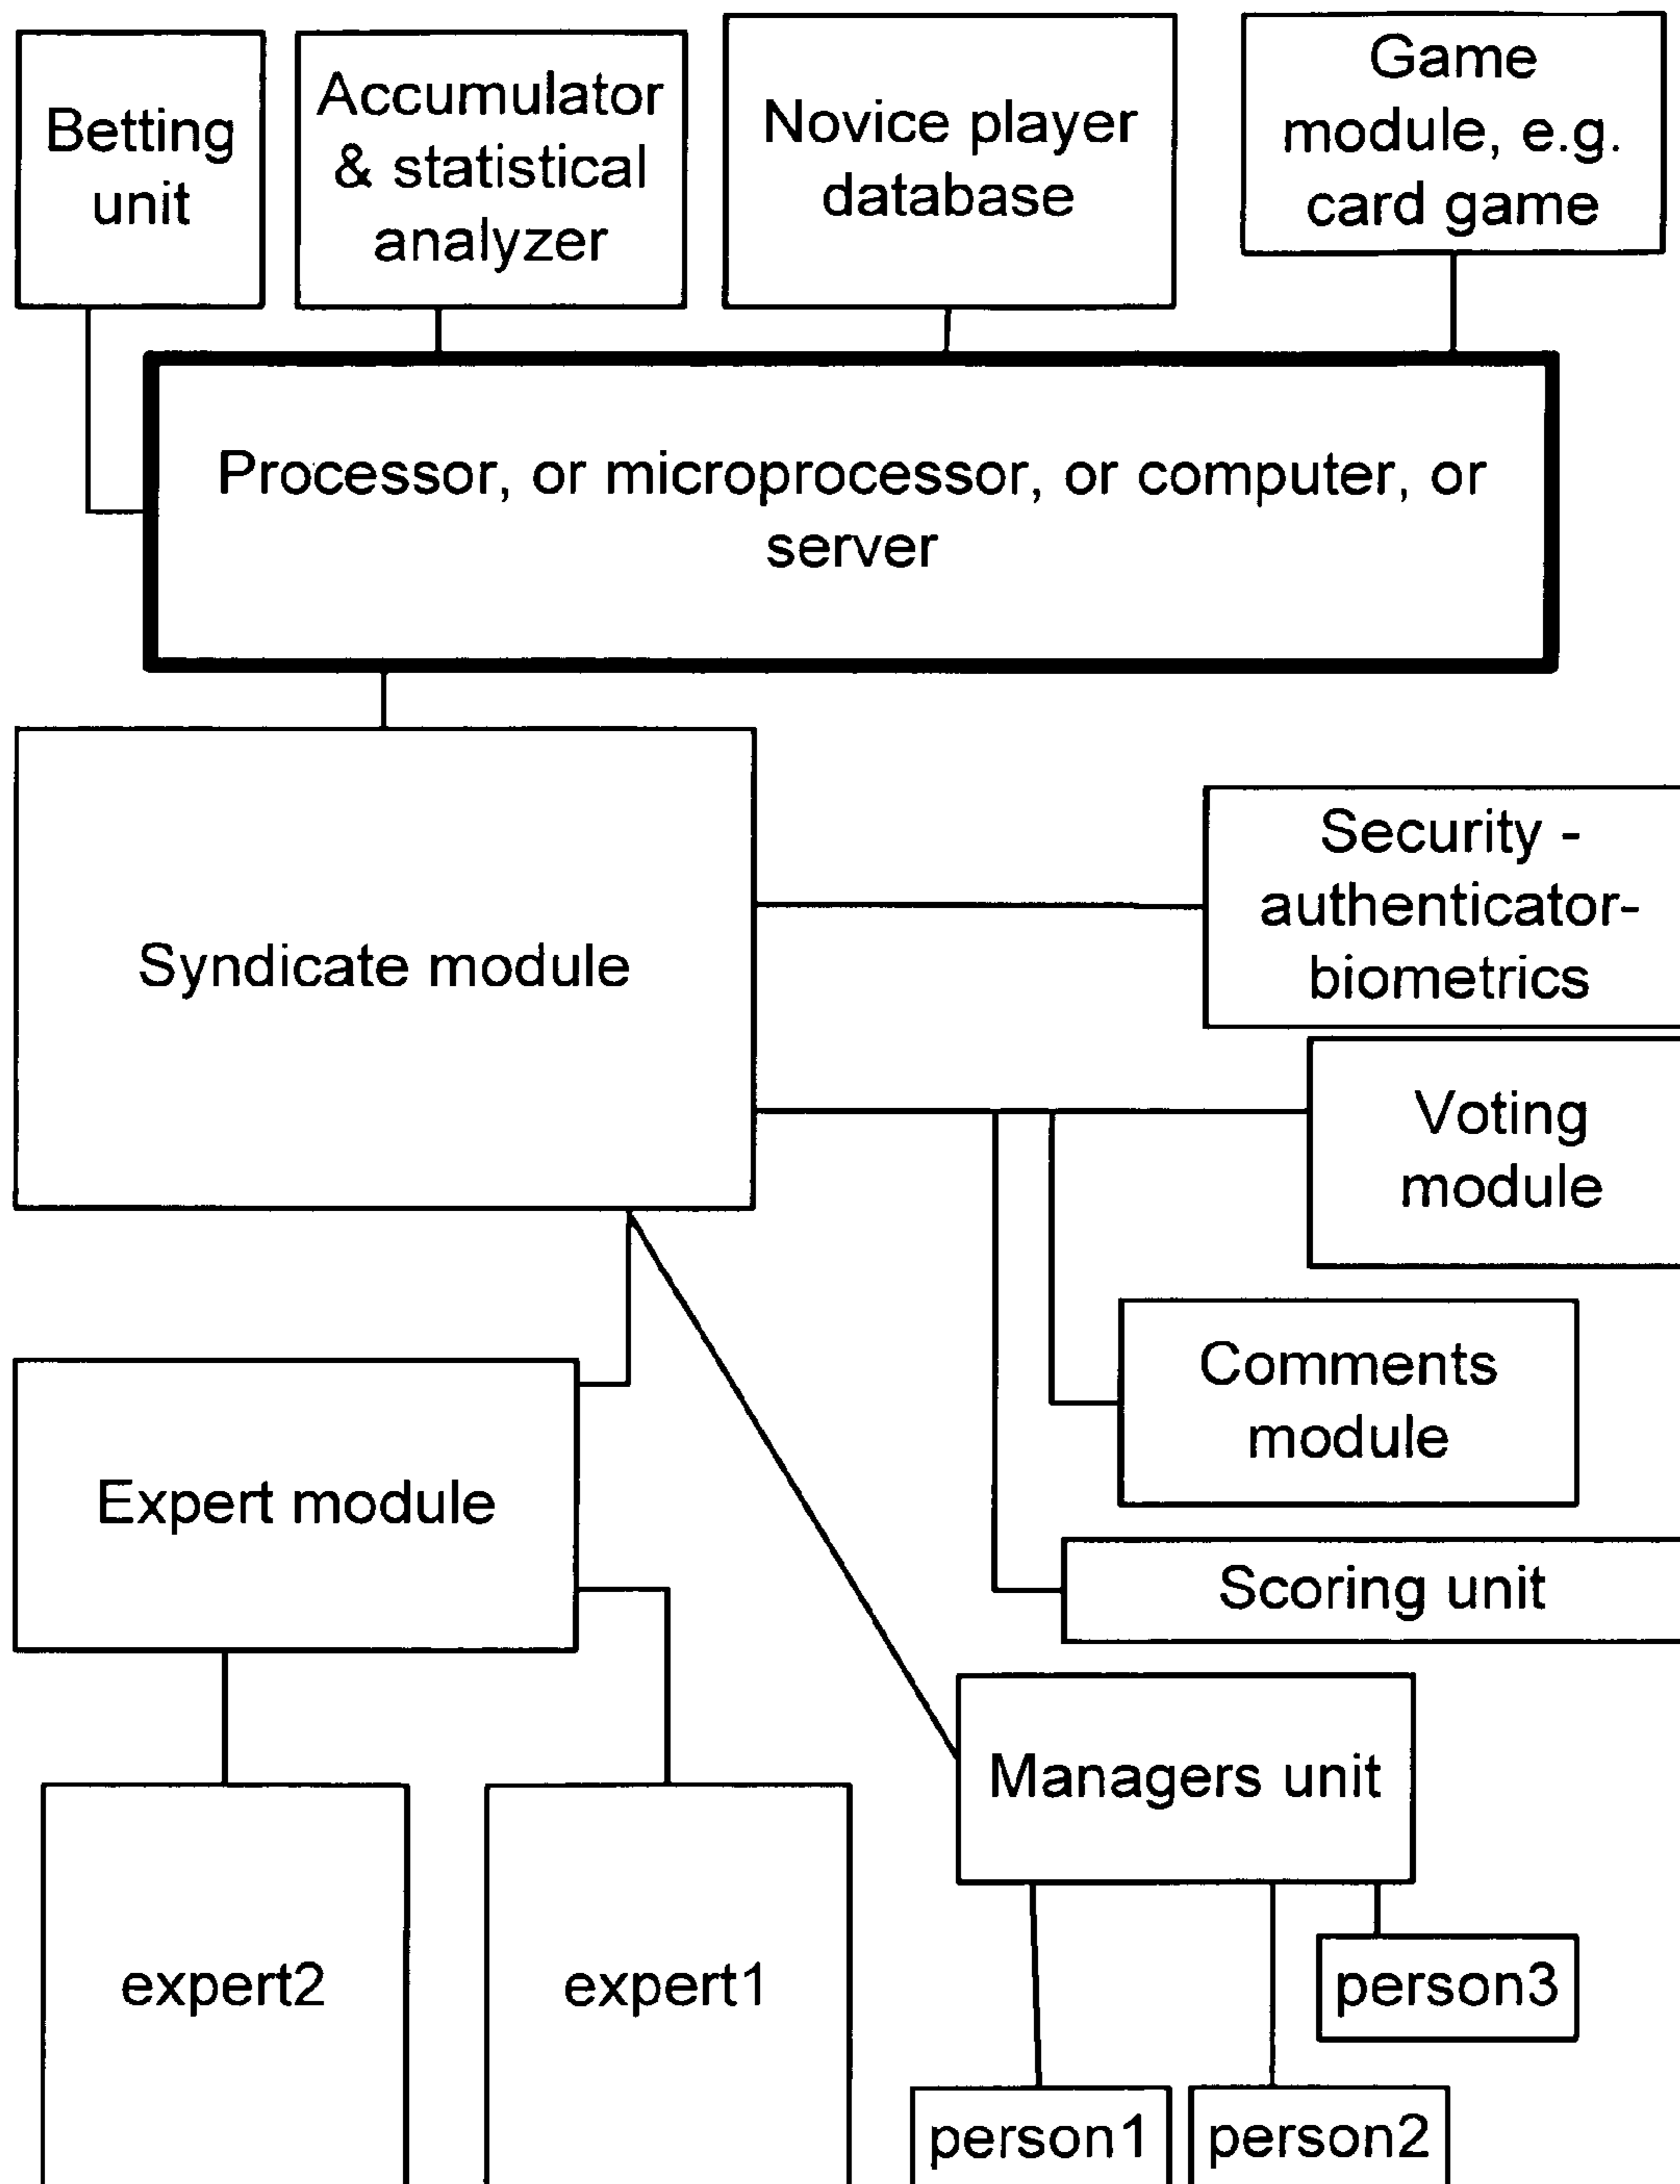 Betting
unit
Accumulator
& statistical
analyzer
Novice player
database
Game
module, e.g.
card game
Processor, or microprocessor, or computer, or
server
Syndicate module
Security -
authenticator-
biometrics
Voting
module
Comments
module
Expert module
Scoring unit
Managers unit
expert2
expert1
person3
person1
person2